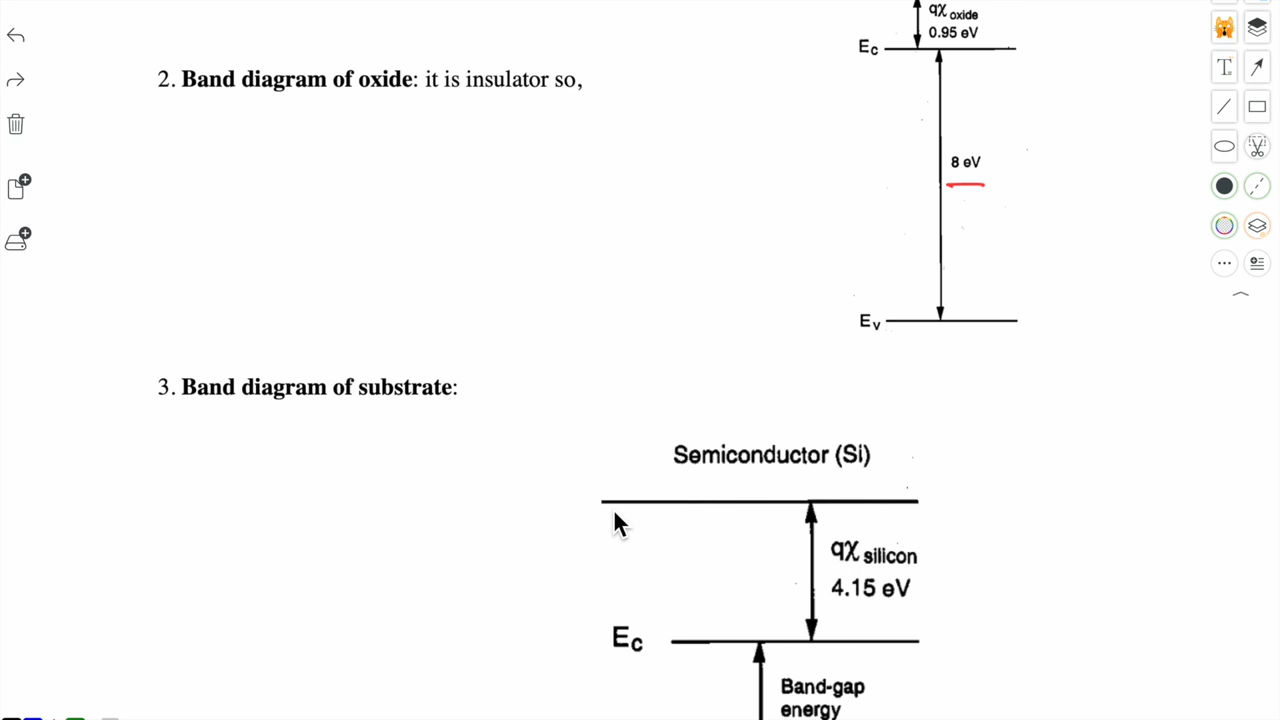 qχ oxide
0.95 eV
Ec
2. Band diagram of oxide: it is insulator so,
8 eV
Ev
3. Band diagram of substrate:
Semiconductor (Si)
qχ silicon
4.15 eV
Ec
Band-gap
energy